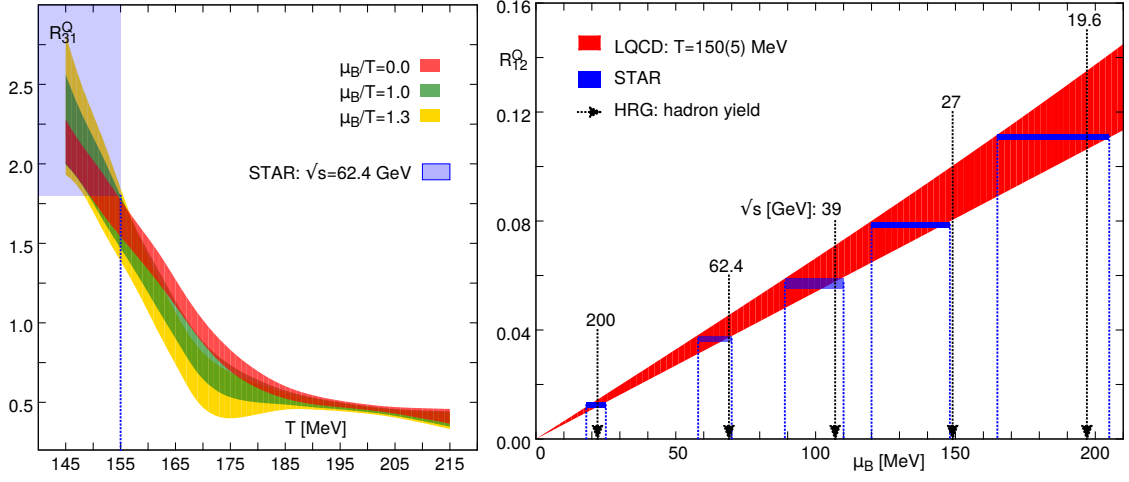 R₃₁^Q
2.5
2.0
1.5
1.0
0.5
μB/T=0.0
μB/T=1.0
μB/T=1.3
STAR: √s=62.4 GeV
T [MeV]
145 155 165 175 185 195 205 215
0.16
R₁₂^Q
0.12
0.08
0.04
0.00
LQCD: T=150(5) MeV
STAR
HRG: hadron yield
19.6
27
√s [GeV]: 39
62.4
200
0 50 100 150 200
μB [MeV]